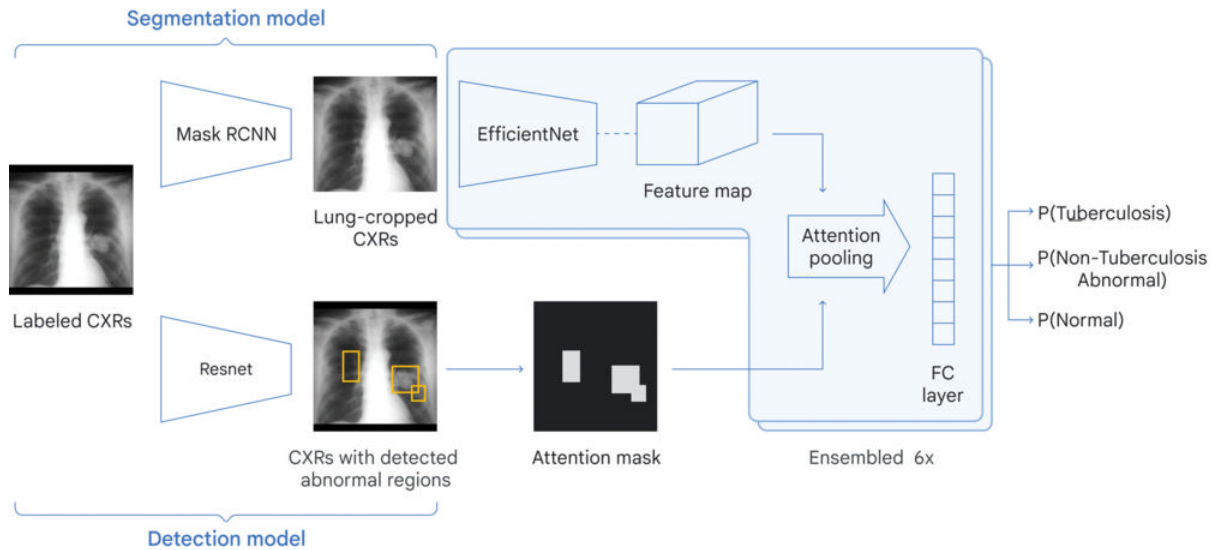 Segmentation model
Mask RCNN
Lung-cropped
CXRs
EfficientNet
Feature map
Attention
pooling
FC
layer
P(Tuberculosis)
P(Non-Tuberculosis
Abnormal)
P(Normal)
Labeled CXRs
Resnet
CXRs with detected
abnormal regions
Attention mask
Ensembled 6x
Detection model